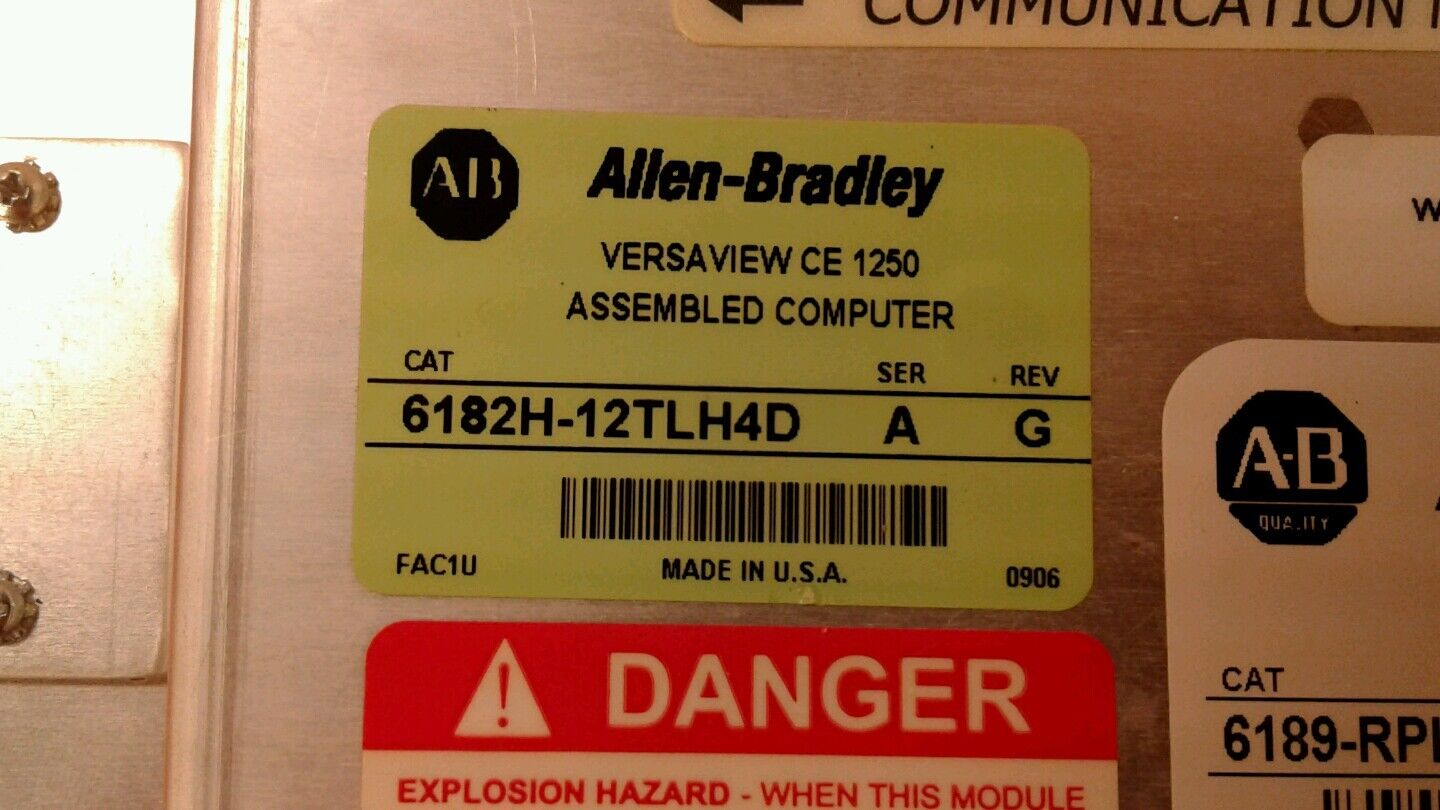 COMMUNICATION
AB
Allen-Bradley
VERSAVIEW CE 1250
ASSEMBLED COMPUTER
CAT SER REV
6182H-12TLH4D A G
FAC1U MADE IN U.S.A. 0906
DANGER
EXPLOSION HAZARD - WHEN THIS MODULE
A-B
QUALITY
CAT